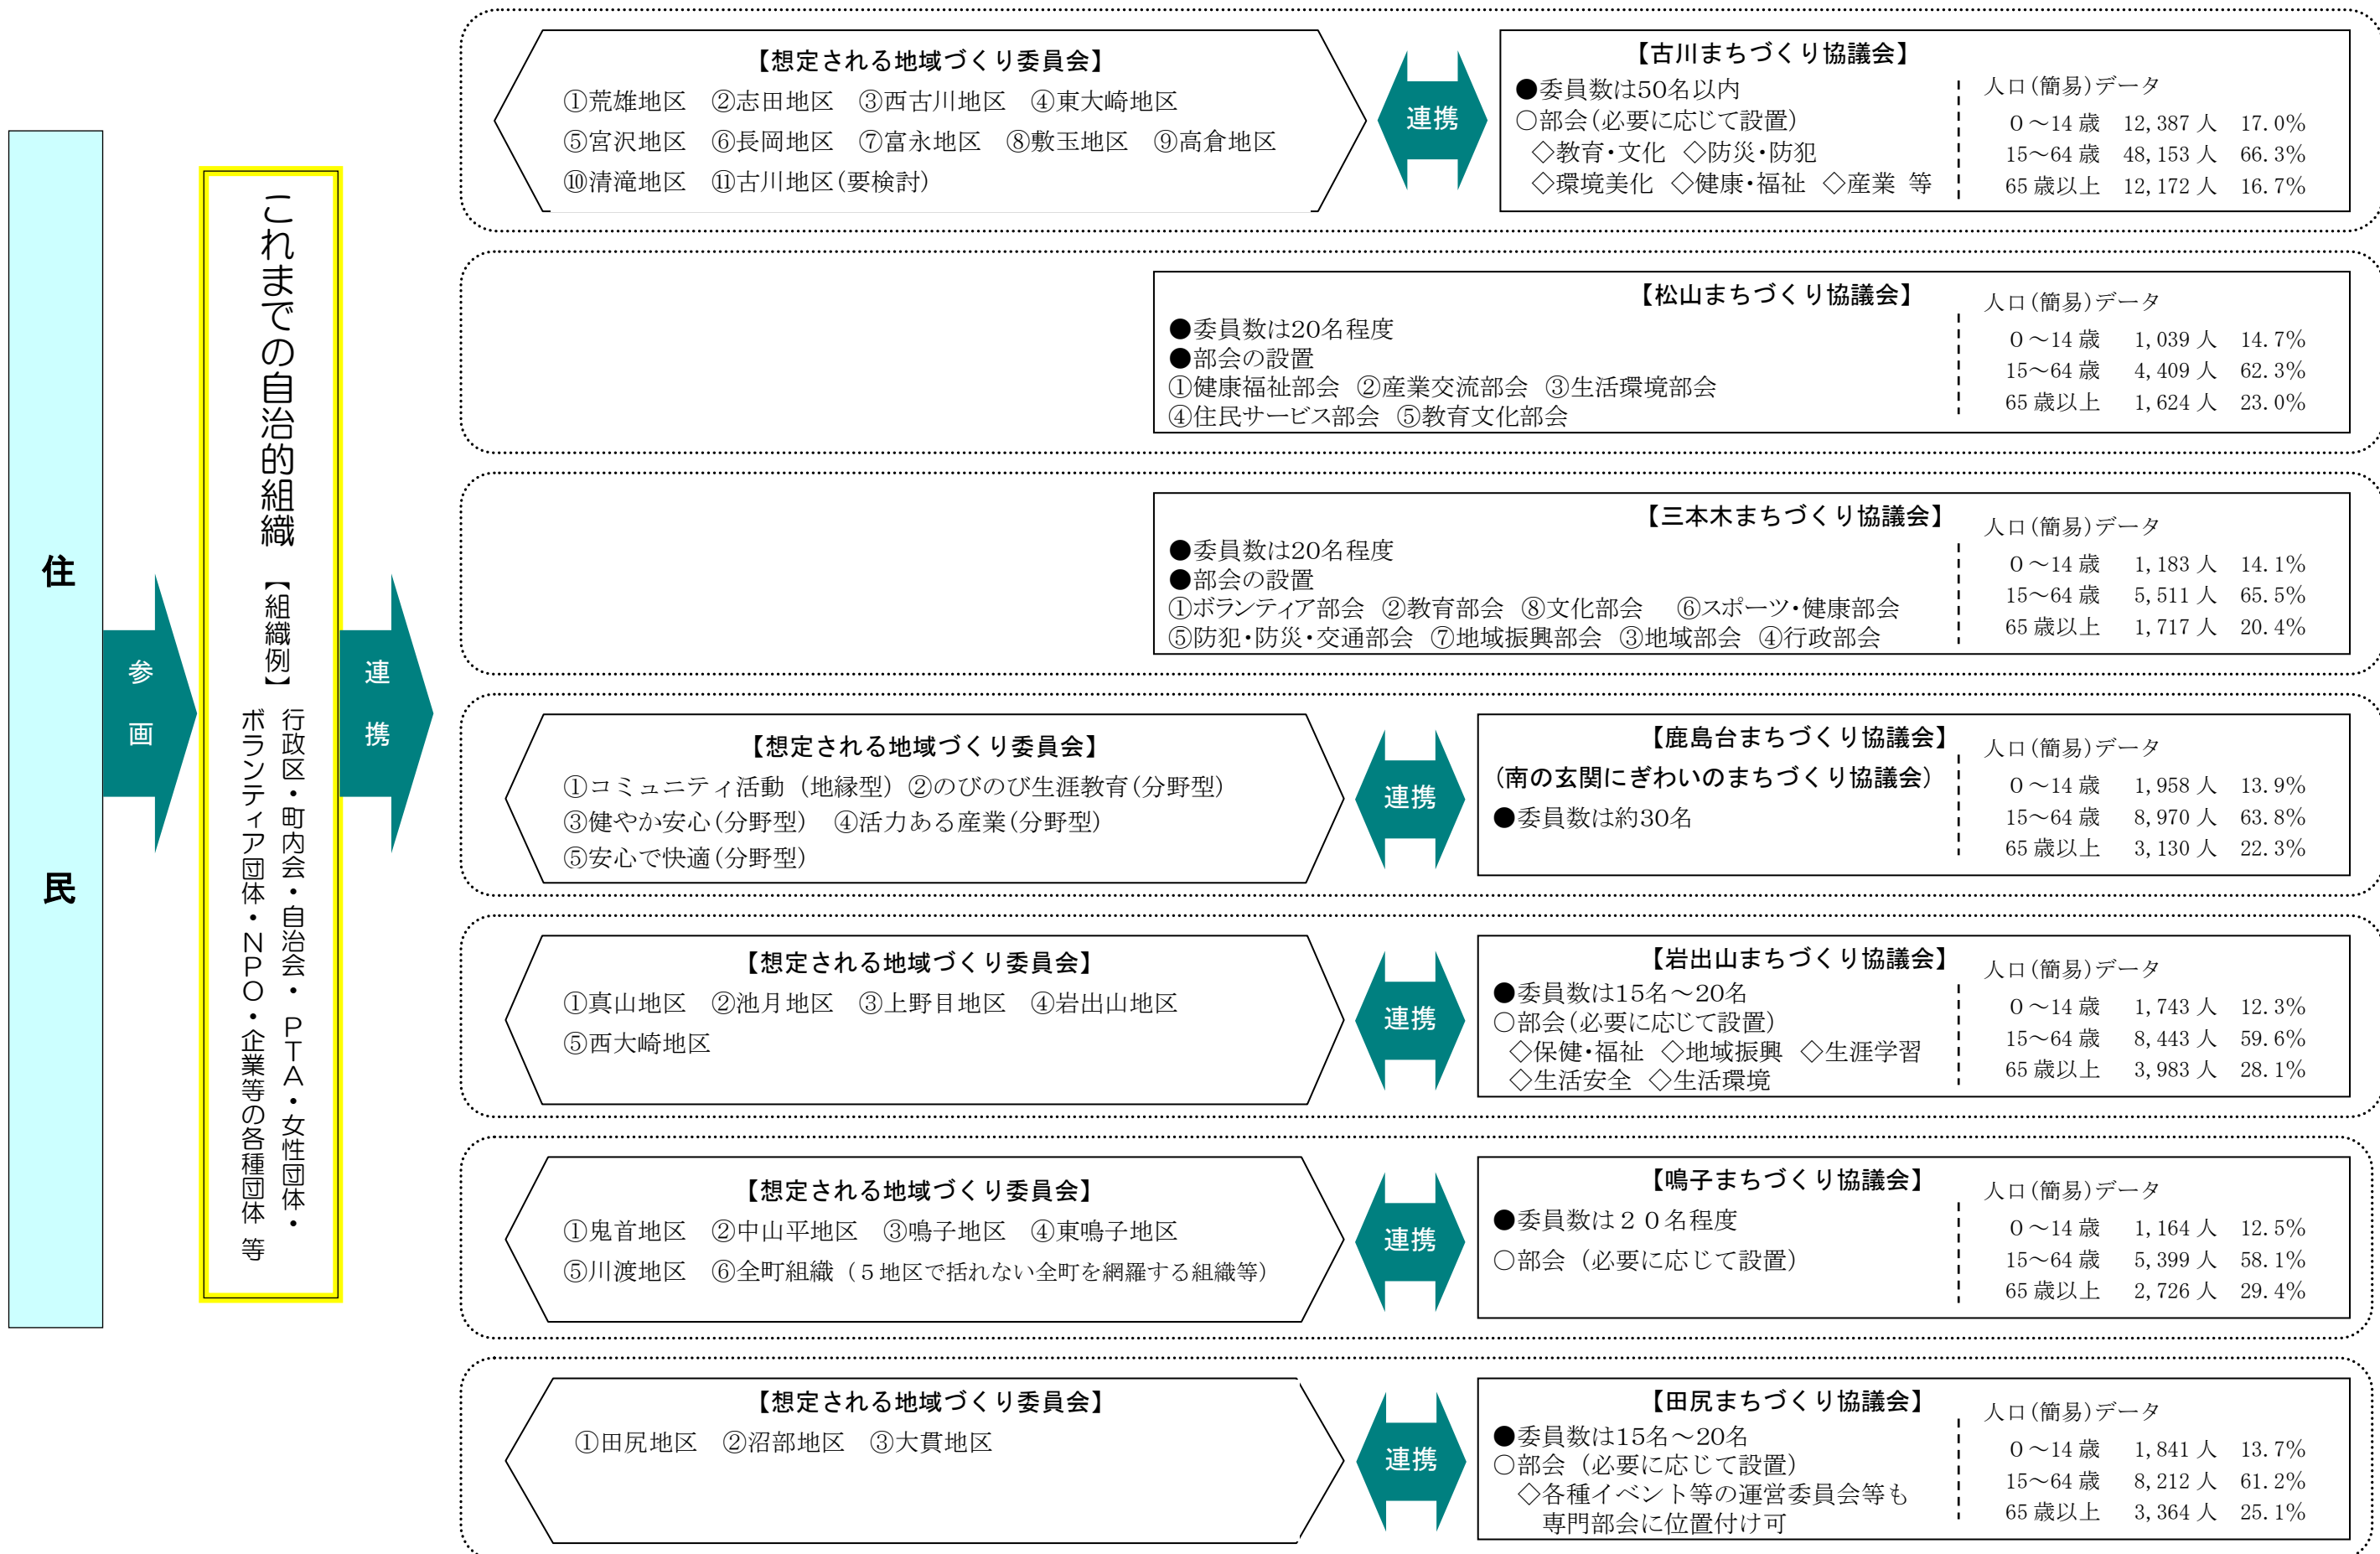 住民
参画
これまでの自治的組織 【組織例】
行政区・町内会・自治会・PTA・女性団体・
ボランティア団体・NPO・企業等の各種団体 等
連携
【想定される地域づくり委員会】
①荒雄地区 ②志田地区 ③西古川地区 ④東大崎地区
⑤宮沢地区 ⑥長岡地区 ⑦富永地区 ⑧敷玉地区 ⑨高倉地区
⑩清滝地区 ⑪古川地区(要検討)
連携
【古川まちづくり協議会】
●委員数は50名以内
○部会(必要に応じて設置)
◇教育・文化 ◇防災・防犯
◇環境美化 ◇健康・福祉 ◇産業 等
人口(簡易)データ
0～14歳 12,387人 17.0%
15～64歳 48,153人 66.3%
65歳以上 12,172人 16.7%
【松山まちづくり協議会】
●委員数は20名程度
●部会の設置
①健康福祉部会 ②産業交流部会 ③生活環境部会
④住民サービス部会 ⑤教育文化部会
人口(簡易)データ
0～14歳 1,039人 14.7%
15～64歳 4,409人 62.3%
65歳以上 1,624人 23.0%
【三本木まちづくり協議会】
●委員数は20名程度
●部会の設置
①ボランティア部会 ②教育部会 ⑧文化部会 ⑥スポーツ・健康部会
⑤防犯・防災・交通部会 ⑦地域振興部会 ③地域部会 ④行政部会
人口(簡易)データ
0～14歳 1,183人 14.1%
15～64歳 5,511人 65.5%
65歳以上 1,717人 20.4%
【想定される地域づくり委員会】
①コミュニティ活動（地縁型）②のびのび生涯教育(分野型)
③健やか安心(分野型) ④活力ある産業(分野型)
⑤安心で快適(分野型)
連携
【鹿島台まちづくり協議会】
(南の玄関にぎわいのまちづくり協議会)
●委員数は約30名
人口(簡易)データ
0～14歳 1,958人 13.9%
15～64歳 8,970人 63.8%
65歳以上 3,130人 22.3%
【想定される地域づくり委員会】
①真山地区 ②池月地区 ③上野目地区 ④岩出山地区
⑤西大崎地区
連携
【岩出山まちづくり協議会】
●委員数は15名～20名
○部会(必要に応じて設置)
◇保健・福祉 ◇地域振興 ◇生涯学習
◇生活安全 ◇生活環境
人口(簡易)データ
0～14歳 1,743人 12.3%
15～64歳 8,443人 59.6%
65歳以上 3,983人 28.1%
【想定される地域づくり委員会】
①鬼首地区 ②中山平地区 ③鳴子地区 ④東鳴子地区
⑤川渡地区 ⑥全町組織（５地区で括れない全町を網羅する組織等）
連携
【鳴子まちづくり協議会】
●委員数は２０名程度
○部会（必要に応じて設置）
人口(簡易)データ
0～14歳 1,164人 12.5%
15～64歳 5,399人 58.1%
65歳以上 2,726人 29.4%
【想定される地域づくり委員会】
①田尻地区 ②沼部地区 ③大貫地区
連携
【田尻まちづくり協議会】
●委員数は15名～20名
○部会（必要に応じて設置）
◇各種イベント等の運営委員会等も
専門部会に位置付け可
人口(簡易)データ
0～14歳 1,841人 13.7%
15～64歳 8,212人 61.2%
65歳以上 3,364人 25.1%